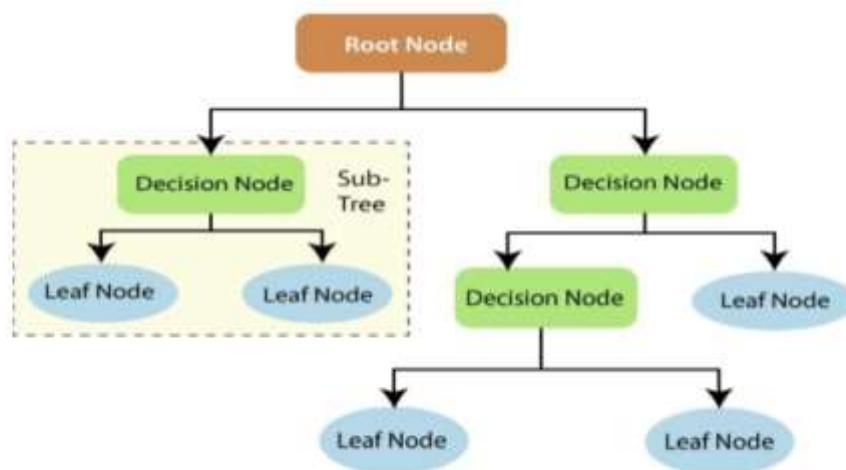 Root Node
Decision Node
Sub-
Tree
Decision Node
Leaf Node
Leaf Node
Decision Node
Leaf Node
Leaf Node
Leaf Node